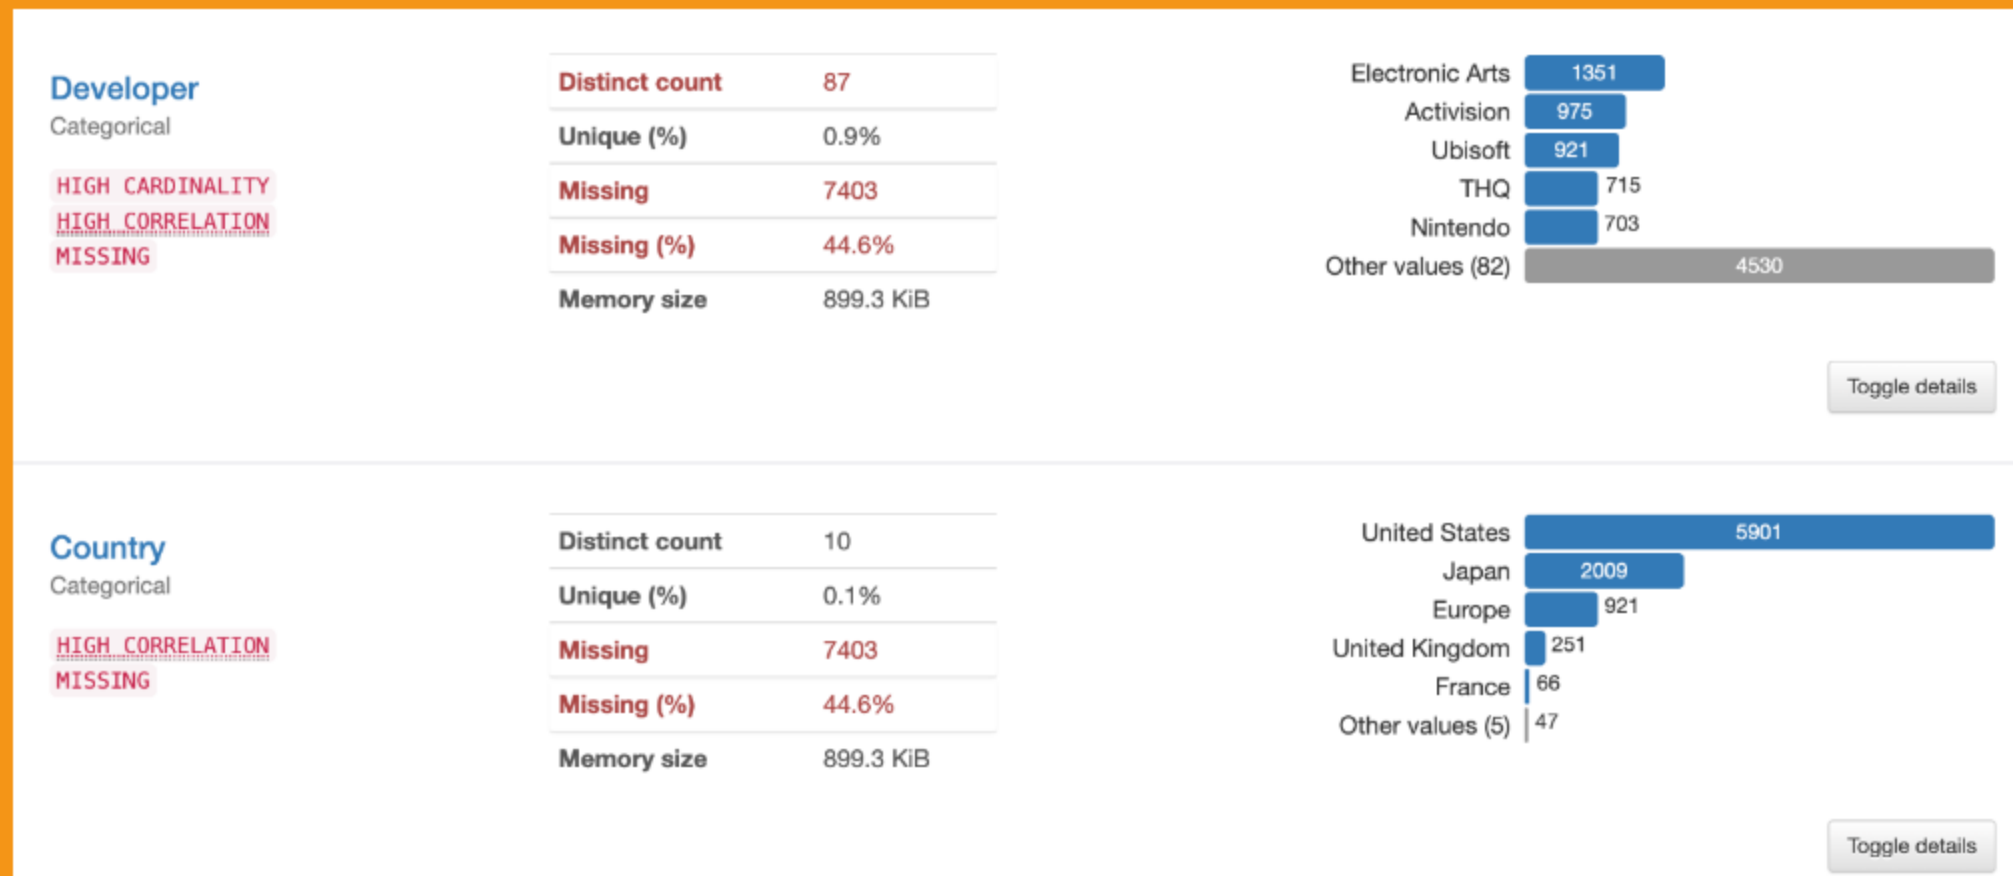 Developer
Categorical
HIGH CARDINALITY
HIGH CORRELATION
MISSING
Distinct count 87
Unique (%) 0.9%
Missing 7403
Missing (%) 44.6%
Memory size 899.3 KiB
Electronic Arts 1351
Activision 975
Ubisoft 921
THQ 715
Nintendo 703
Other values (82) 4530
Toggle details
Country
Categorical
HIGH CORRELATION
MISSING
Distinct count 10
Unique (%) 0.1%
Missing 7403
Missing (%) 44.6%
Memory size 899.3 KiB
United States 5901
Japan 2009
Europe 921
United Kingdom 251
France 66
Other values (5) 47
Toggle details